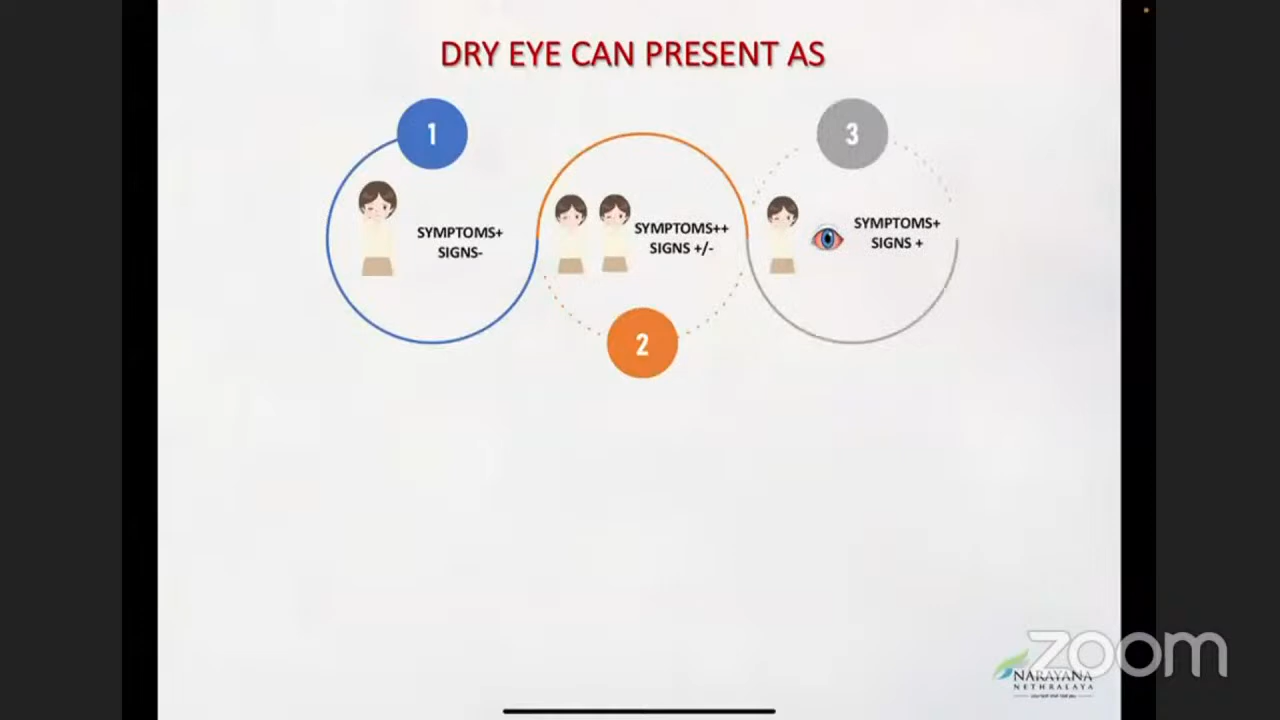 DRY EYE CAN PRESENT AS
1
SYMPTOMS+
SIGNS-
2
SYMPTOMS++
SIGNS +/-
3
SYMPTOMS+
SIGNS +
zoom
NARAYANA
NETHRALAYA